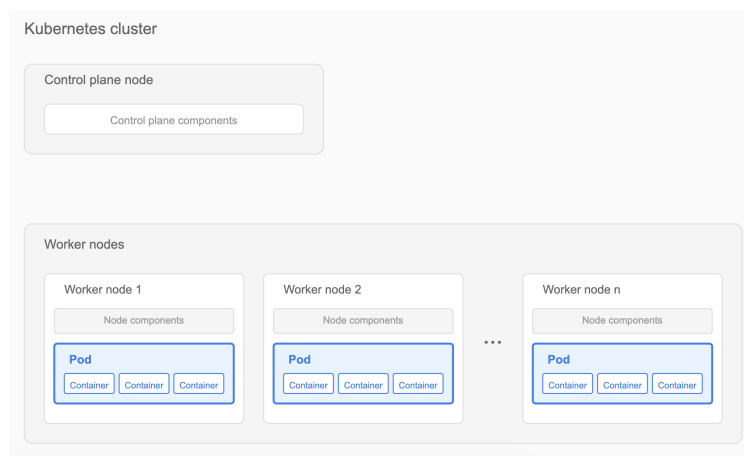 Kubernetes cluster
Control plane node
Control plane components
Worker nodes
Worker node 1
Node components
Pod
Container Container Container
Worker node 2
Node components
Pod
Container Container Container
...
Worker node n
Node components
Pod
Container Container Container